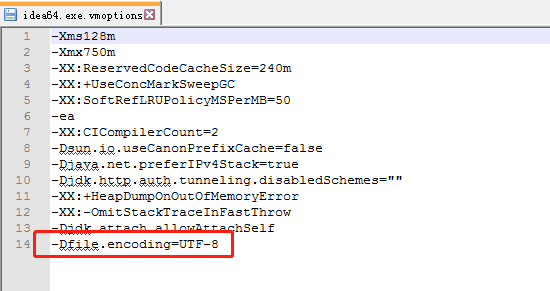 idea64.exe.vmoptions
1 -Xms128m
2 -Xmx750m
3 -XX:ReservedCodeCacheSize=240m
4 -XX:+UseConcMarkSweepGC
5 -XX:SoftRefLRUPolicyMSPerMB=50
6 -ea
7 -XX:CICompilerCount=2
8 -Dsun.io.useCanonPrefixCache=false
9 -Djava.net.preferIPv4Stack=true
10 -Djdk.http.auth.tunneling.disabledSchemes=""
11 -XX:+HeapDumpOnOutOfMemoryError
12 -XX:-OmitStackTraceInFastThrow
13 -Djdk.attach.allowAttachSelf
14 -Dfile.encoding=UTF-8